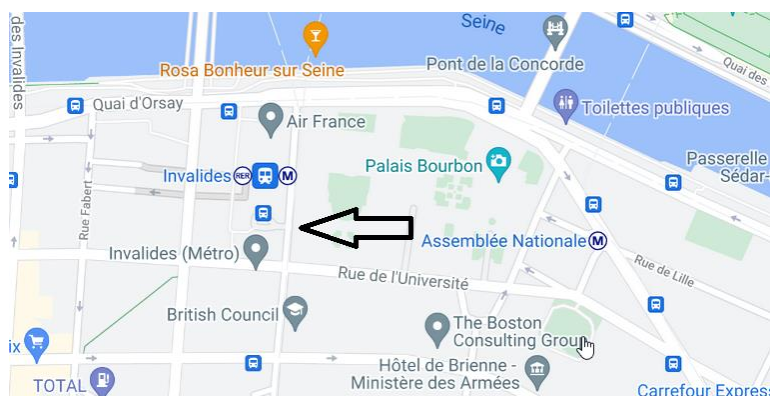 des Invalides
Seine
Rosa Bonheur sur Seine
Pont de la Concorde
Quai des
Quai d'Orsay
Air France
Toilettes publiques
Passerelle
Sédar-
Palais Bourbon
Invalides
RER
M
Rue Fabert
Assemblée Nationale
M
Invalides (Métro)
Rue de l'Université
Rue de Lille
British Council
The Boston
Consulting Group
ix
Hôtel de Brienne -
Ministère des Armées
TOTAL
Carrefour Express